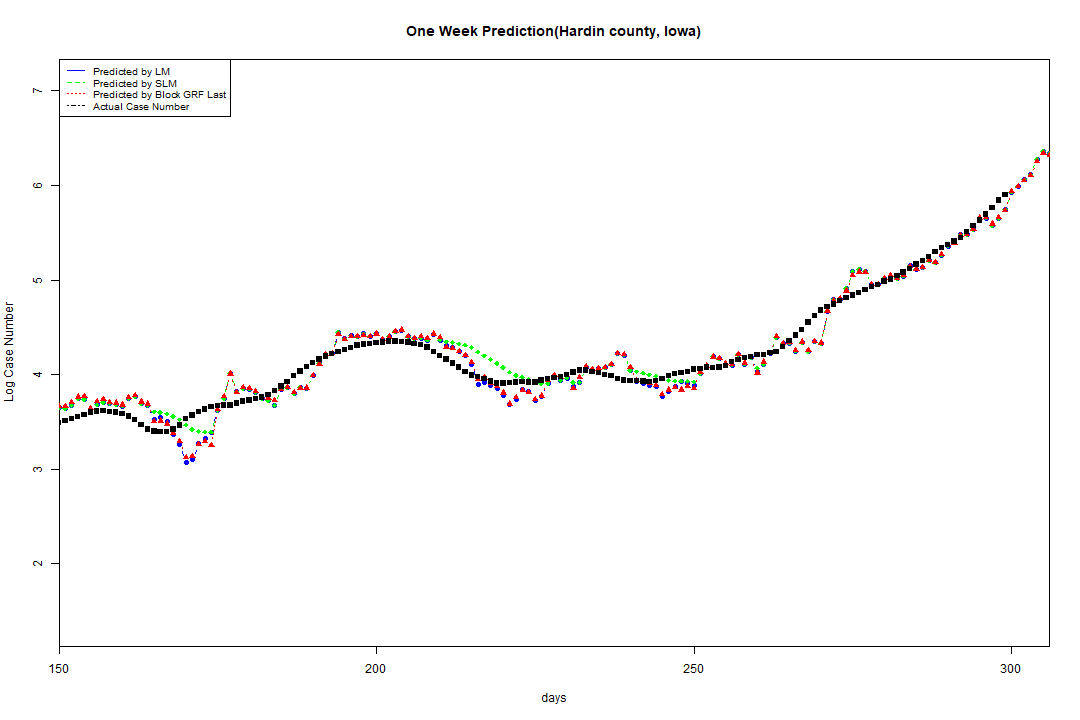 One Week Prediction(Hardin county, Iowa)
Predicted by LM
Predicted by SLM
Predicted by Block GRF Last
Actual Case Number
7
6
5
4
3
2
Log Case Number
150 200 250 300
days